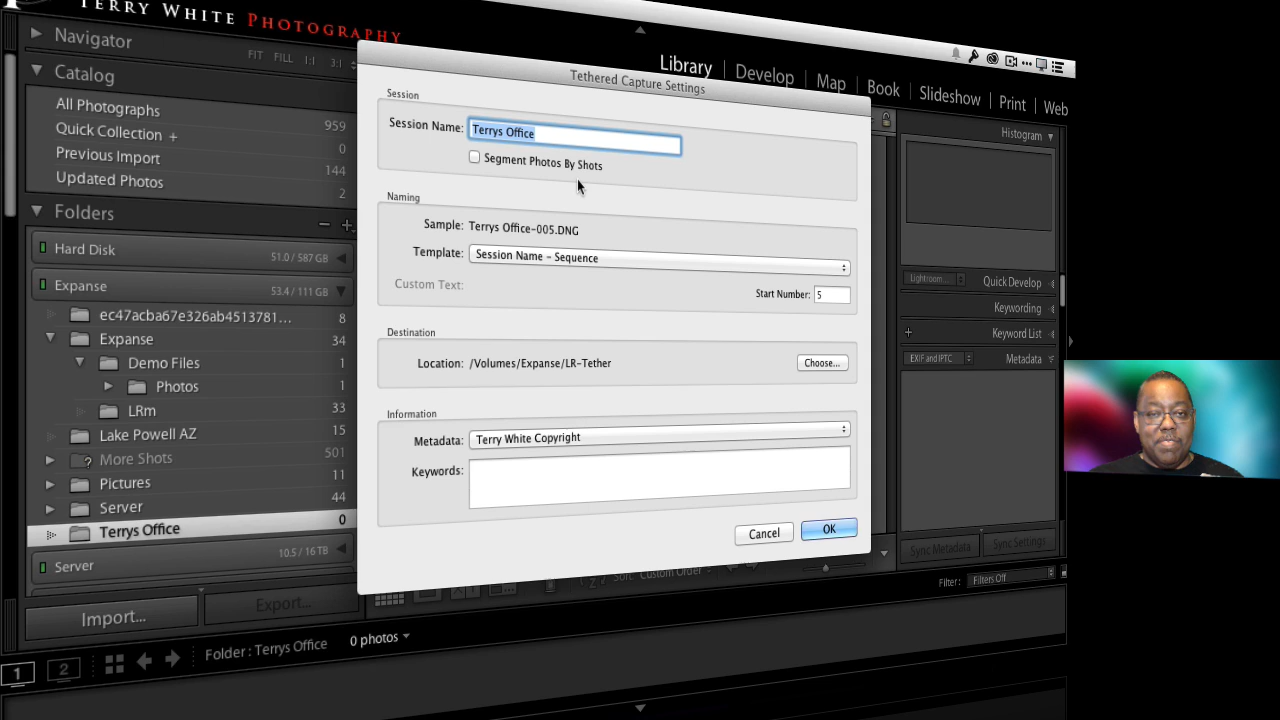 TERRY WHITE PHOTOGRAPHY
Navigator FIT FILL 1:1 3:1
Catalog
All Photographs 959
Quick Collection + 0
Previous Import 144
Updated Photos 2
Folders
Hard Disk 51.0 / 587 GB
Expanse 53.4 / 111 GB
ec47acba67e326ab4513781... 8
Expanse 34
Demo Files 1
Photos 1
LRm 33
Lake Powell AZ 15
More Shots 501
Pictures 11
Server 44
Terrys Office 0
Server 10.5 / 16 TB
Import... Export...
1 2 Folder : Terrys Office 0 photos
Library | Develop | Map | Book | Slideshow | Print | Web
Tethered Capture Settings
Session
Session Name: Terrys Office
Segment Photos By Shots
Naming
Sample: Terrys Office-005.DNG
Template: Session Name - Sequence
Custom Text: Start Number: 5
Destination
Location: /Volumes/Expanse/LR-Tether Choose...
Information
Metadata: Terry White Copyright
Keywords:
Cancel OK
Sort: Custom Order
Histogram
Lightroom... Quick Develop
Keywording
+ Keyword List
EXIF and IPTC Metadata
Sync Metadata Sync Settings
Filter : Filters Off